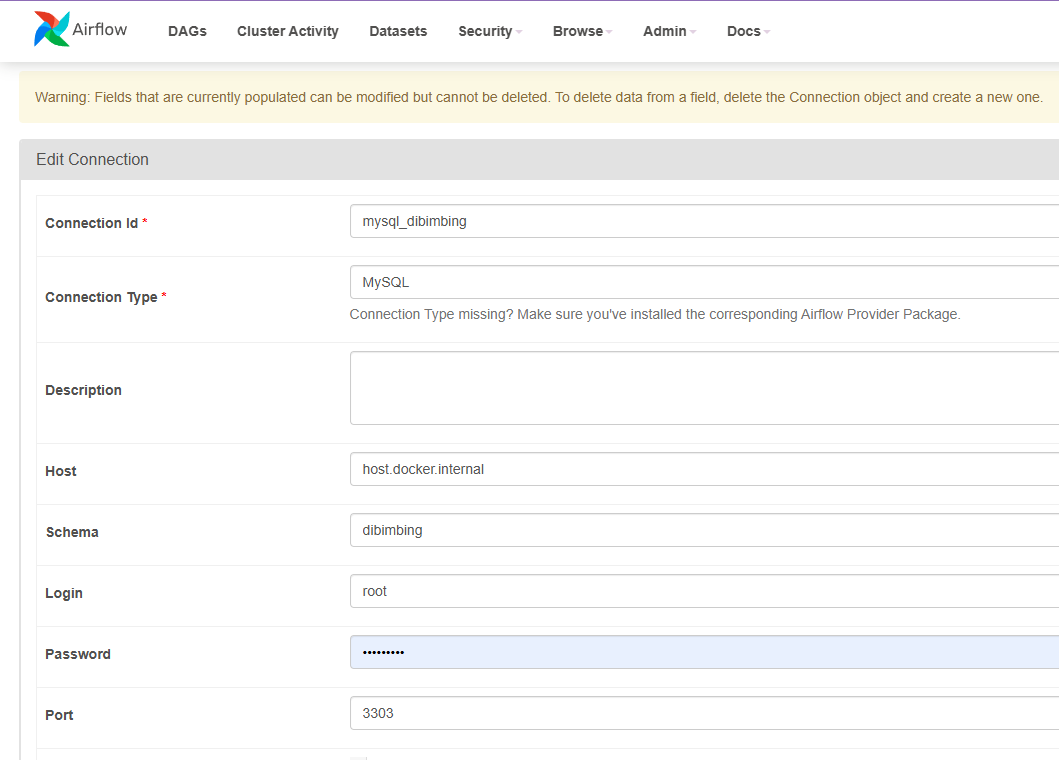 Airflow DAGs Cluster Activity Datasets Security Browse Admin Docs
Warning: Fields that are currently populated can be modified but cannot be deleted. To delete data from a field, delete the Connection object and create a new one.
Edit Connection
Connection Id * mysql_dibimbing
Connection Type * MySQL
Connection Type missing? Make sure you've installed the corresponding Airflow Provider Package.
Description
Host host.docker.internal
Schema dibimbing
Login root
Password •••••••••
Port 3303